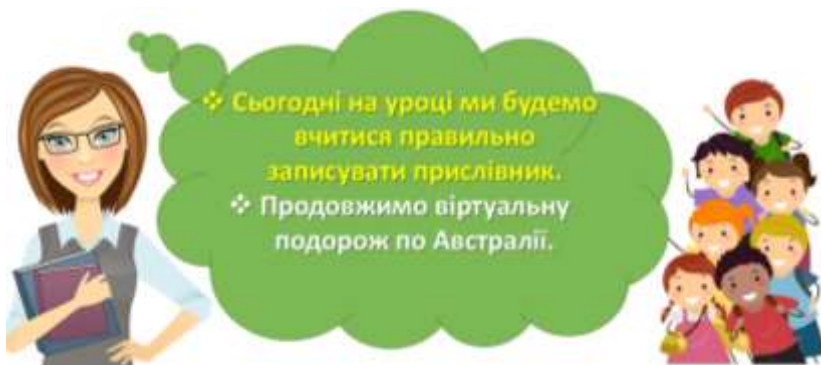 ❖ Сьогодні на уроці ми будемо
вчитися правильно
записувати прислівник.
❖ Продовжимо віртуальну
подорож по Австралії.